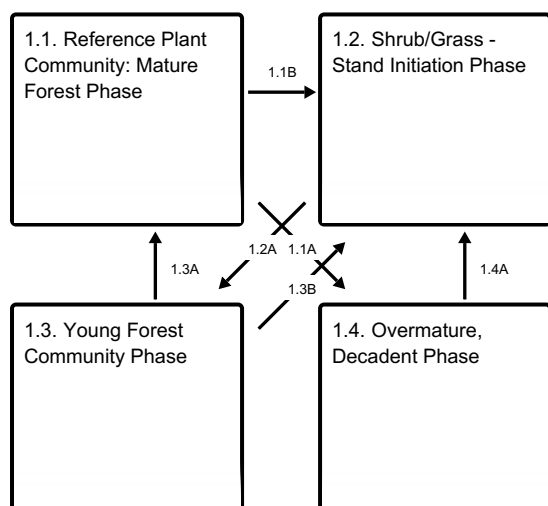 1.1. Reference Plant
Community: Mature
Forest Phase
1.1B
1.2. Shrub/Grass -
Stand Initiation Phase
1.2A
1.1A
1.3A
1.3B
1.4A
1.3. Young Forest
Community Phase
1.4. Overmature,
Decadent Phase